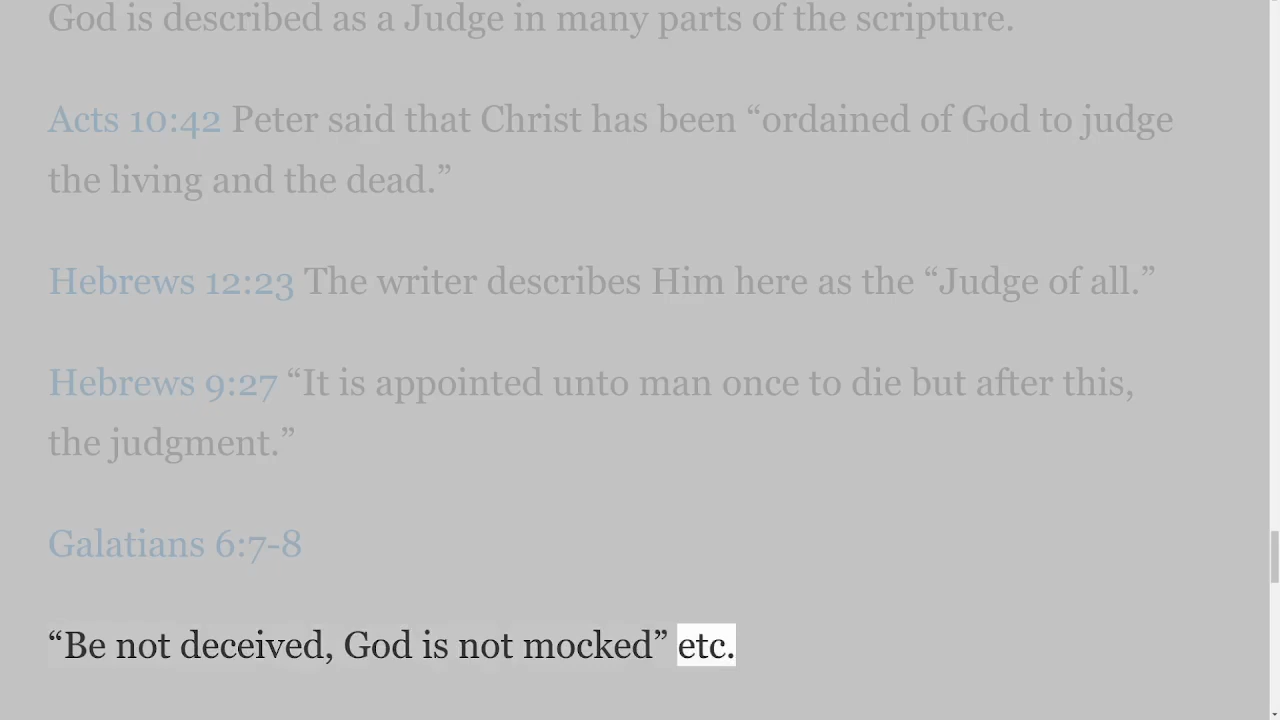 God is described as a Judge in many parts of the scripture.
Acts 10:42 Peter said that Christ has been “ordained of God to judge
the living and the dead.”
Hebrews 12:23 The writer describes Him here as the “Judge of all.”
Hebrews 9:27 “It is appointed unto man once to die but after this,
the judgment.”
Galatians 6:7-8
“Be not deceived, God is not mocked” etc.